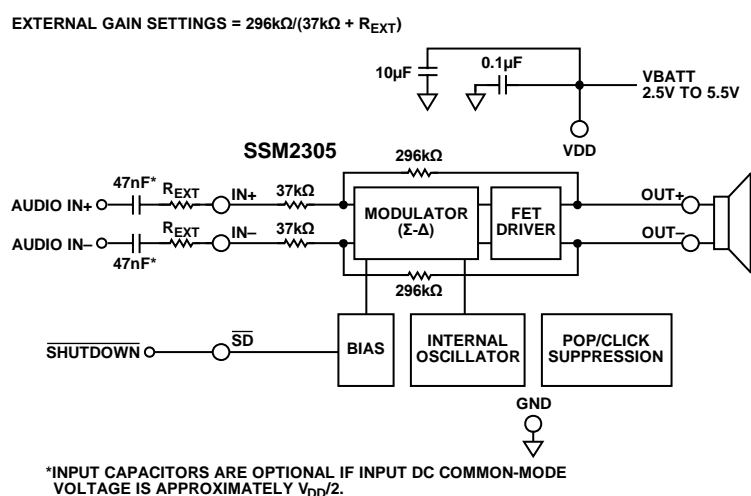 EXTERNAL GAIN SETTINGS = 296kΩ/(37kΩ + REXT)
10µF
0.1µF
VBATT
2.5V TO 5.5V
VDD
SSM2305
296kΩ
47nF*
REXT
IN+
37kΩ
AUDIO IN+
MODULATOR
(Σ-Δ)
FET
DRIVER
OUT+
AUDIO IN–
47nF*
REXT
IN–
37kΩ
OUT–
296kΩ
SHUTDOWN
SD
BIAS
INTERNAL
OSCILLATOR
POP/CLICK
SUPPRESSION
GND
*INPUT CAPACITORS ARE OPTIONAL IF INPUT DC COMMON-MODE
VOLTAGE IS APPROXIMATELY VDD/2.